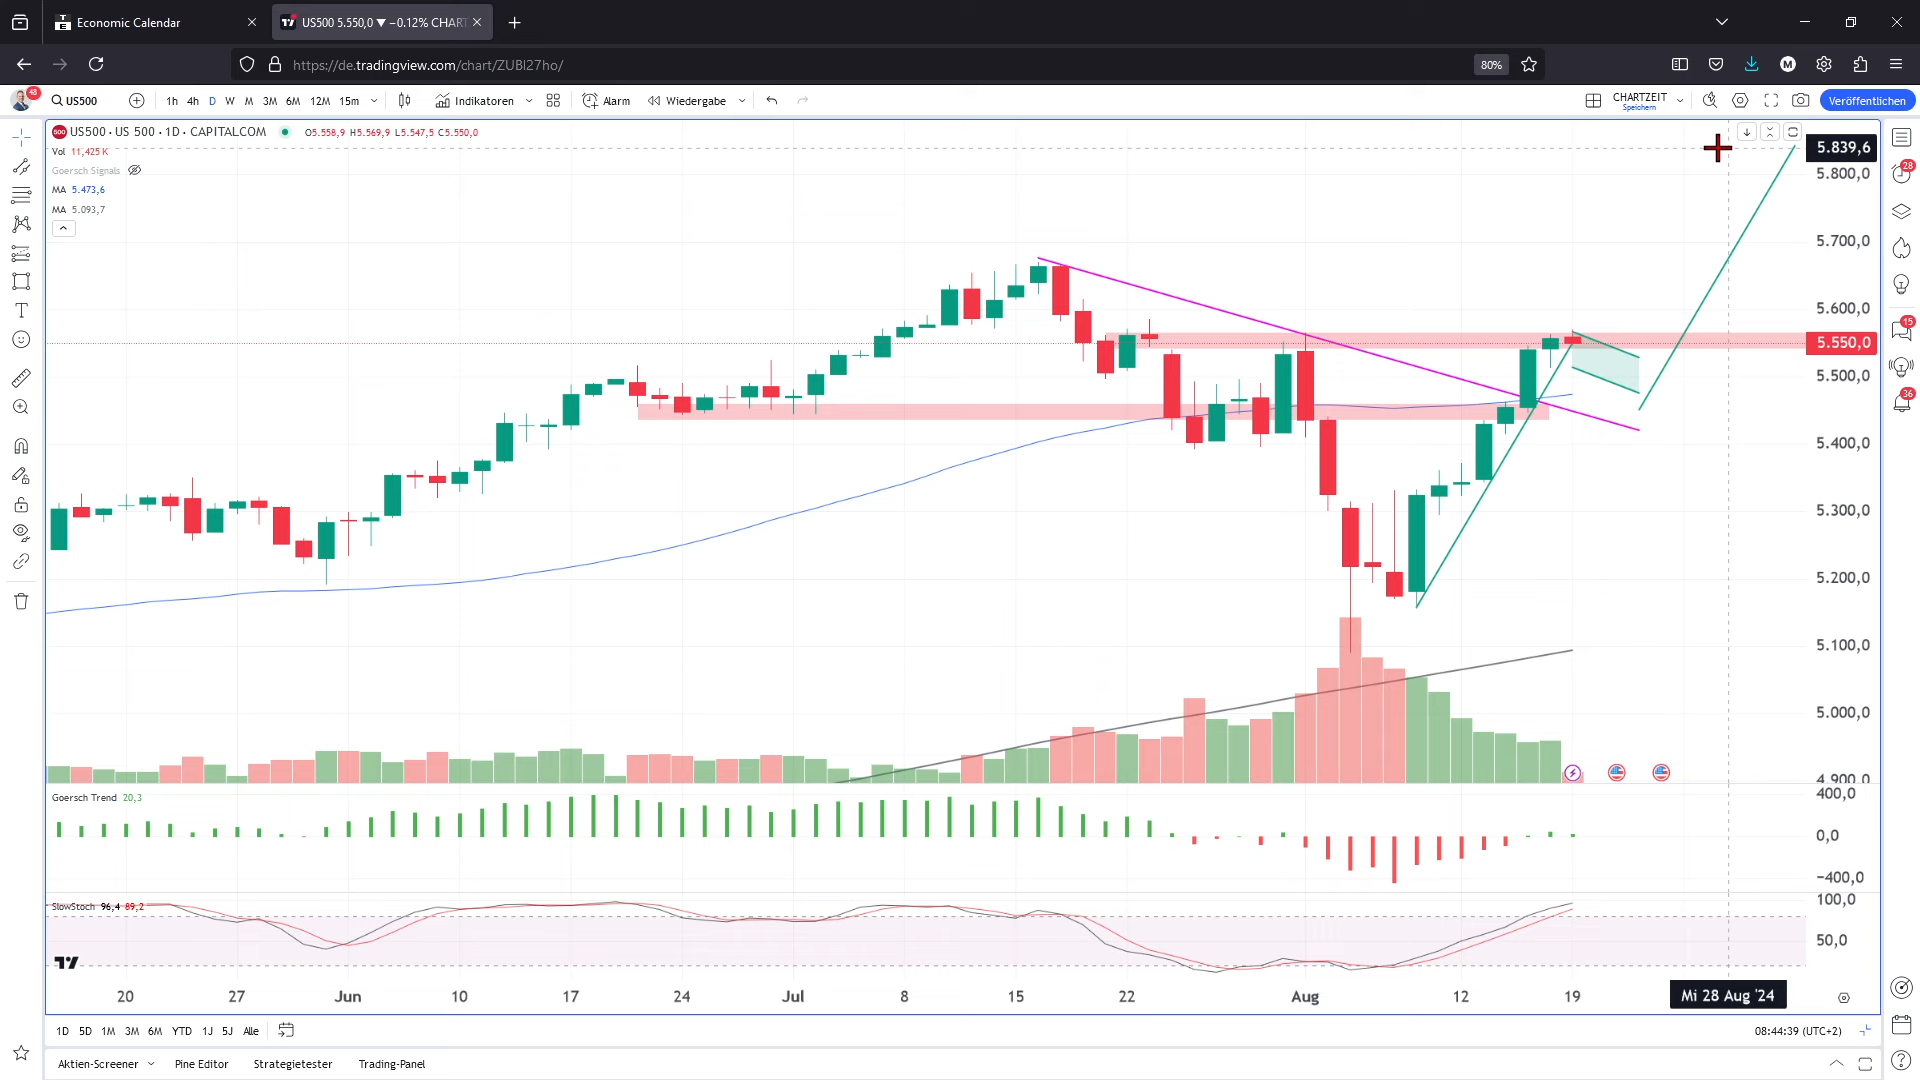 Economic Calendar
US500 5.550,0 ▼ −0.12% CHART
https://de.tradingview.com/chart/ZUBI27ho/
80%
M
48
US500
1h 4h D W M 3M 6M 12M 15m
Indikatoren
Alarm
Wiedergabe
CHARTZEIT
Speichern
Veröffentlichen
500 US500 · US 500 · 1D · CAPITALCOM
O5.558,9 H5.569,9 L5.547,5 C5.550,0
Vol 11,425 K
Goersch Signals
MA 5.473,6
MA 5.093,7
5.839,6
5.800,0
5.700,0
5.600,0
5.550,0
5.500,0
5.400,0
5.300,0
5.200,0
5.100,0
5.000,0
4.900,0
28
15
36
Goersch Trend 20,3
400,0
0,0
−400,0
SlowStoch 96,4 89,2
100,0
50,0
20 27 Jun 10 17 24 Jul 8 15 22 Aug 12 19
Mi 28 Aug '24
1D 5D 1M 3M 6M YTD 1J 5J Alle
08:44:39 (UTC+2)
Aktien-Screener
Pine Editor
Strategietester
Trading-Panel